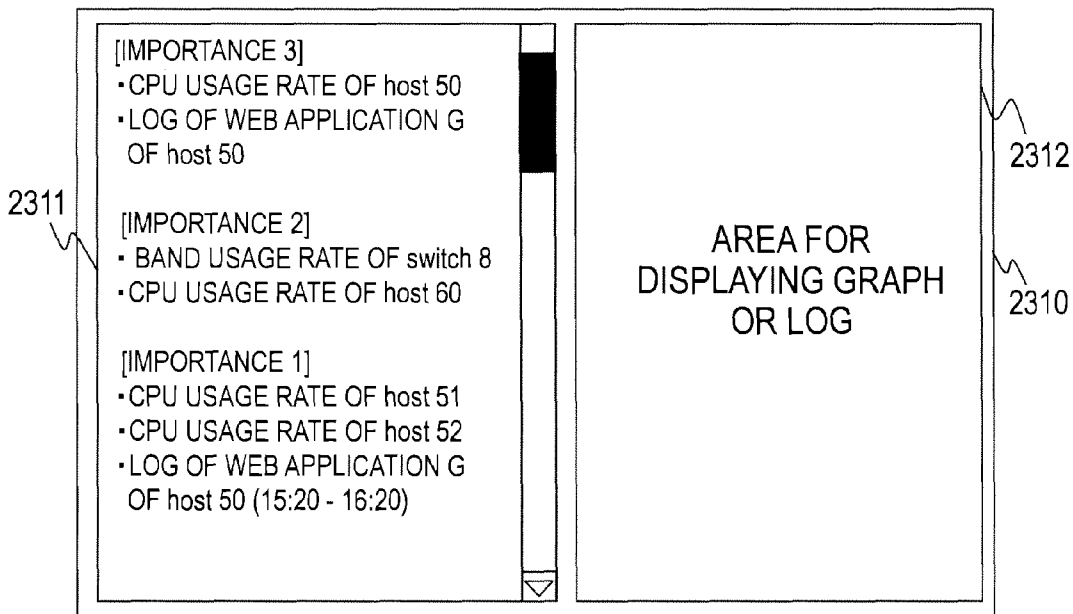 [IMPORTANCE 3]
・CPU USAGE RATE OF host 50
・LOG OF WEB APPLICATION G
OF host 50
2311
[IMPORTANCE 2]
・ BAND USAGE RATE OF switch 8
・CPU USAGE RATE OF host 60
[IMPORTANCE 1]
・CPU USAGE RATE OF host 51
・CPU USAGE RATE OF host 52
・LOG OF WEB APPLICATION G
OF host 50 (15:20 - 16:20)
AREA FOR
DISPLAYING GRAPH
OR LOG
2312
2310